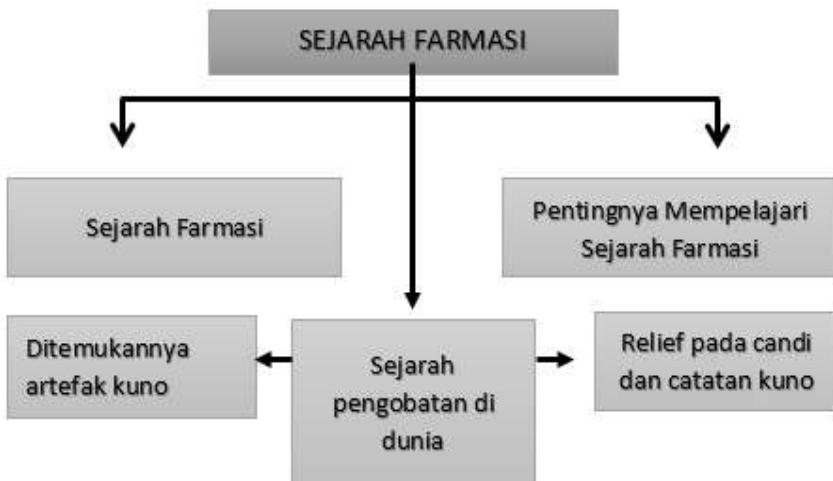 SEJARAH FARMASI
Sejarah Farmasi
Pentingnya Mempelajari
Sejarah Farmasi
Ditemukannya
artefak kuno
Sejarah
pengobatan di
dunia
Relief pada candi
dan catatan kuno